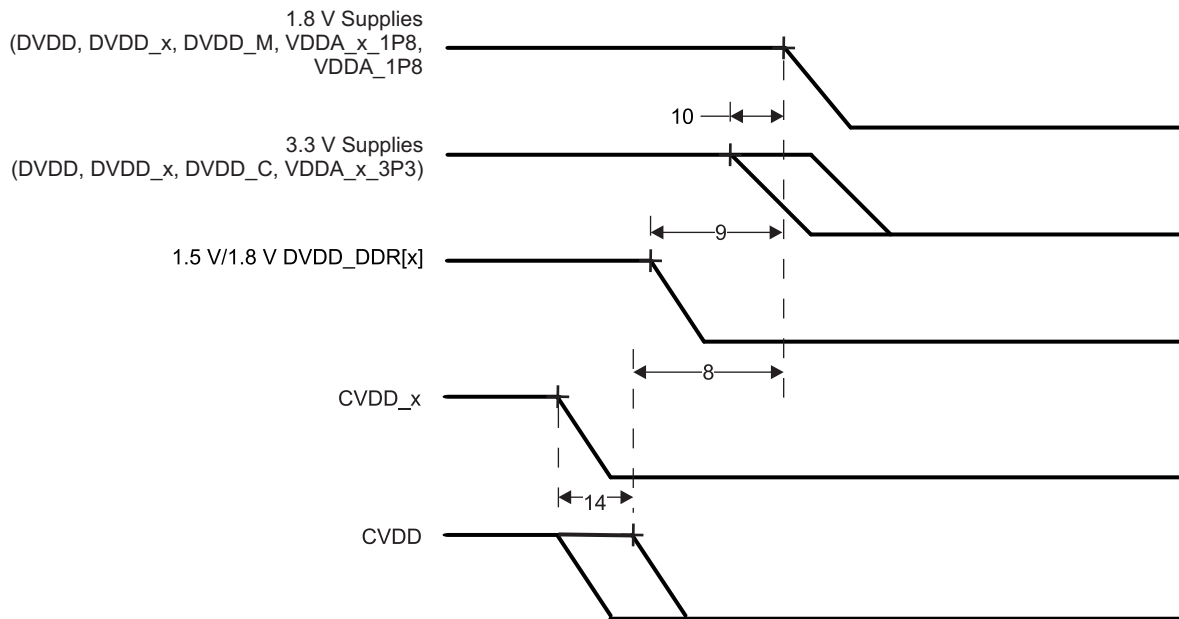 1.8 V Supplies
(DVDD, DVDD_x, DVDD_M, VDDA_x_1P8,
VDDA_1P8
10
3.3 V Supplies
(DVDD, DVDD_x, DVDD_C, VDDA_x_3P3)
9
1.5 V/1.8 V DVDD_DDR[x]
8
CVDD_x
14
CVDD